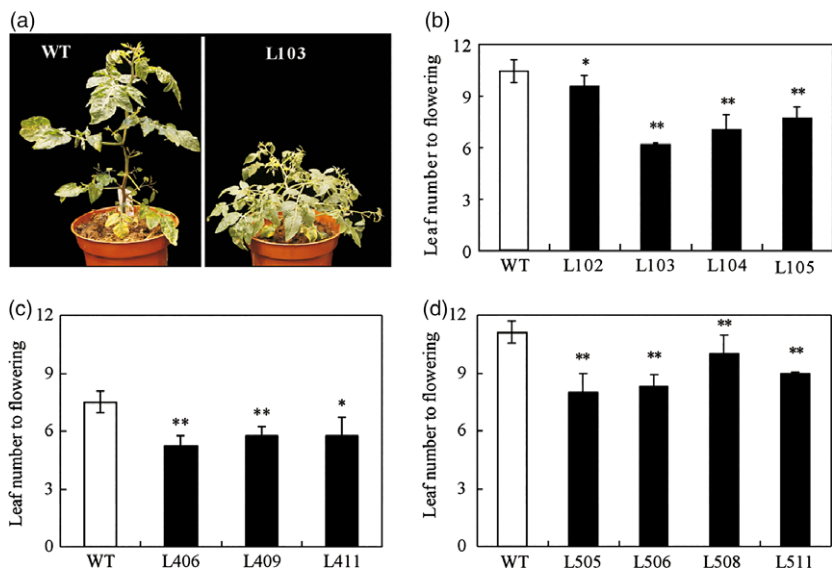 (a)
WT
L103
(b)
Leaf number to flowering
12
9
6
3
0
*
**
**
**
WT L102 L103 L104 L105
(c)
Leaf number to flowering
12
9
6
3
0
**
**
*
WT L406 L409 L411
(d)
Leaf number to flowering
12
9
6
3
0
**
**
**
**
WT L505 L506 L508 L511